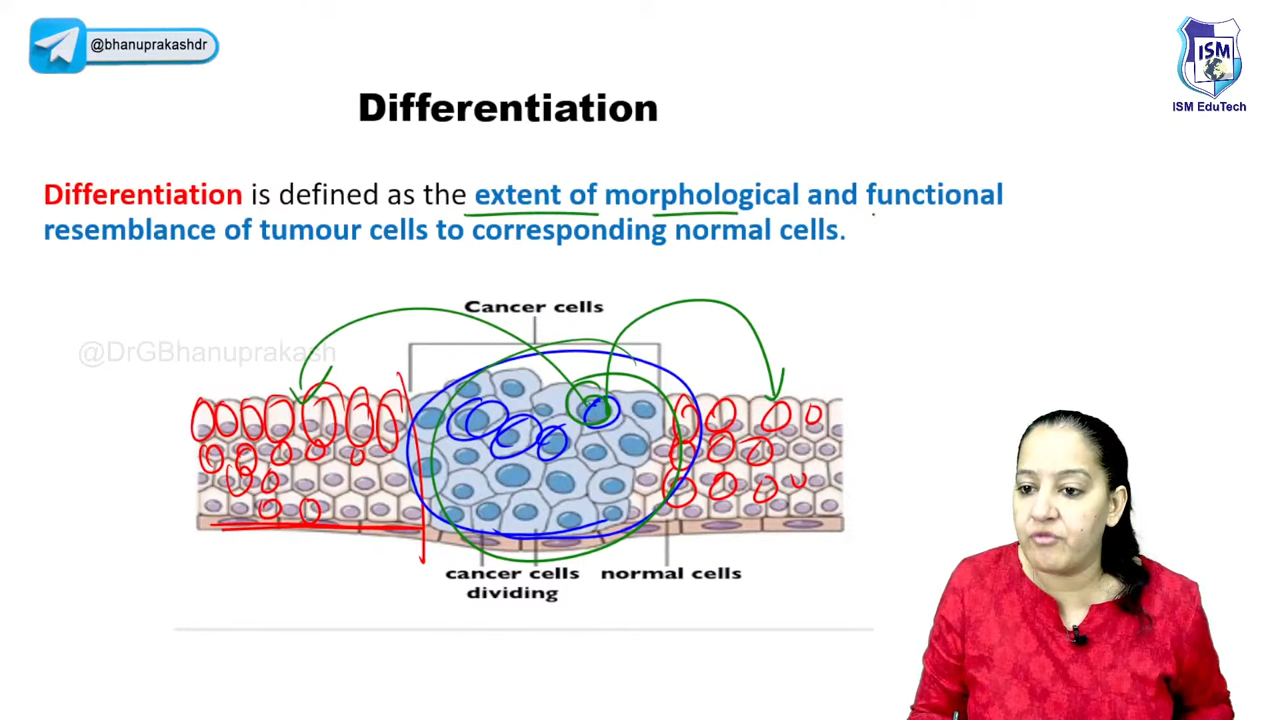 @bhanuprakashdr
ISM
ISM EduTech
Differentiation
Differentiation is defined as the extent of morphological and functional
resemblance of tumour cells to corresponding normal cells.
Cancer cells
@DrGBhanuprakash
cancer cells
dividing
normal cells